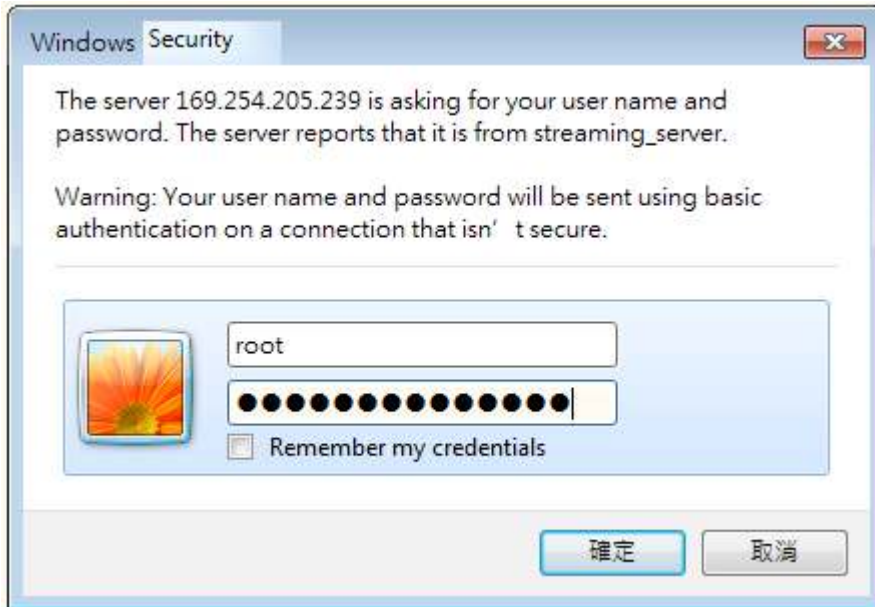 Windows Security
The server 169.254.205.239 is asking for your user name and
password. The server reports that it is from streaming_server.
Warning: Your user name and password will be sent using basic
authentication on a connection that isn’ t secure.
root
●●●●●●●●●●●●●●
Remember my credentials
確定 取消